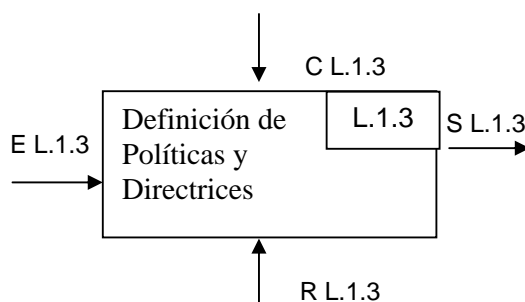 C L.1.3
Definición de
Políticas y
Directrices
L.1.3
S L.1.3
E L.1.3
R L.1.3